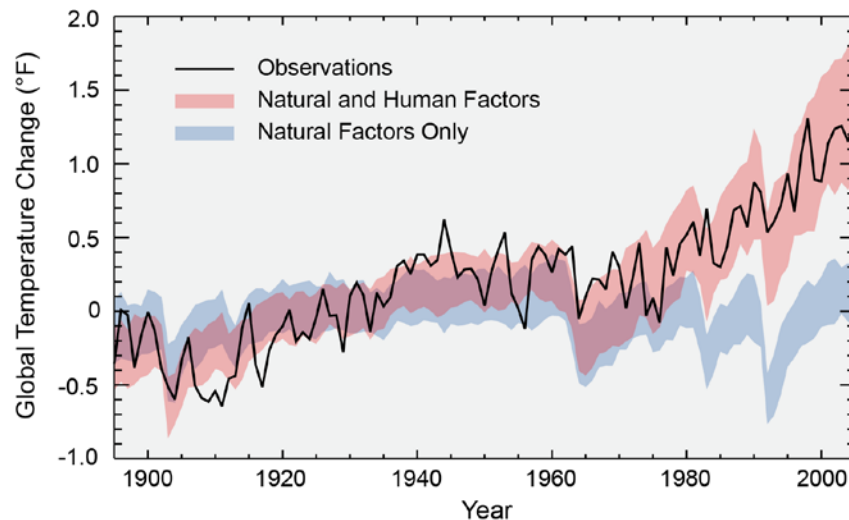 2.0
1.5
1.0
0.5
0
-0.5
-1.0
Global Temperature Change (°F)
Observations
Natural and Human Factors
Natural Factors Only
1900 1920 1940 1960 1980 2000
Year